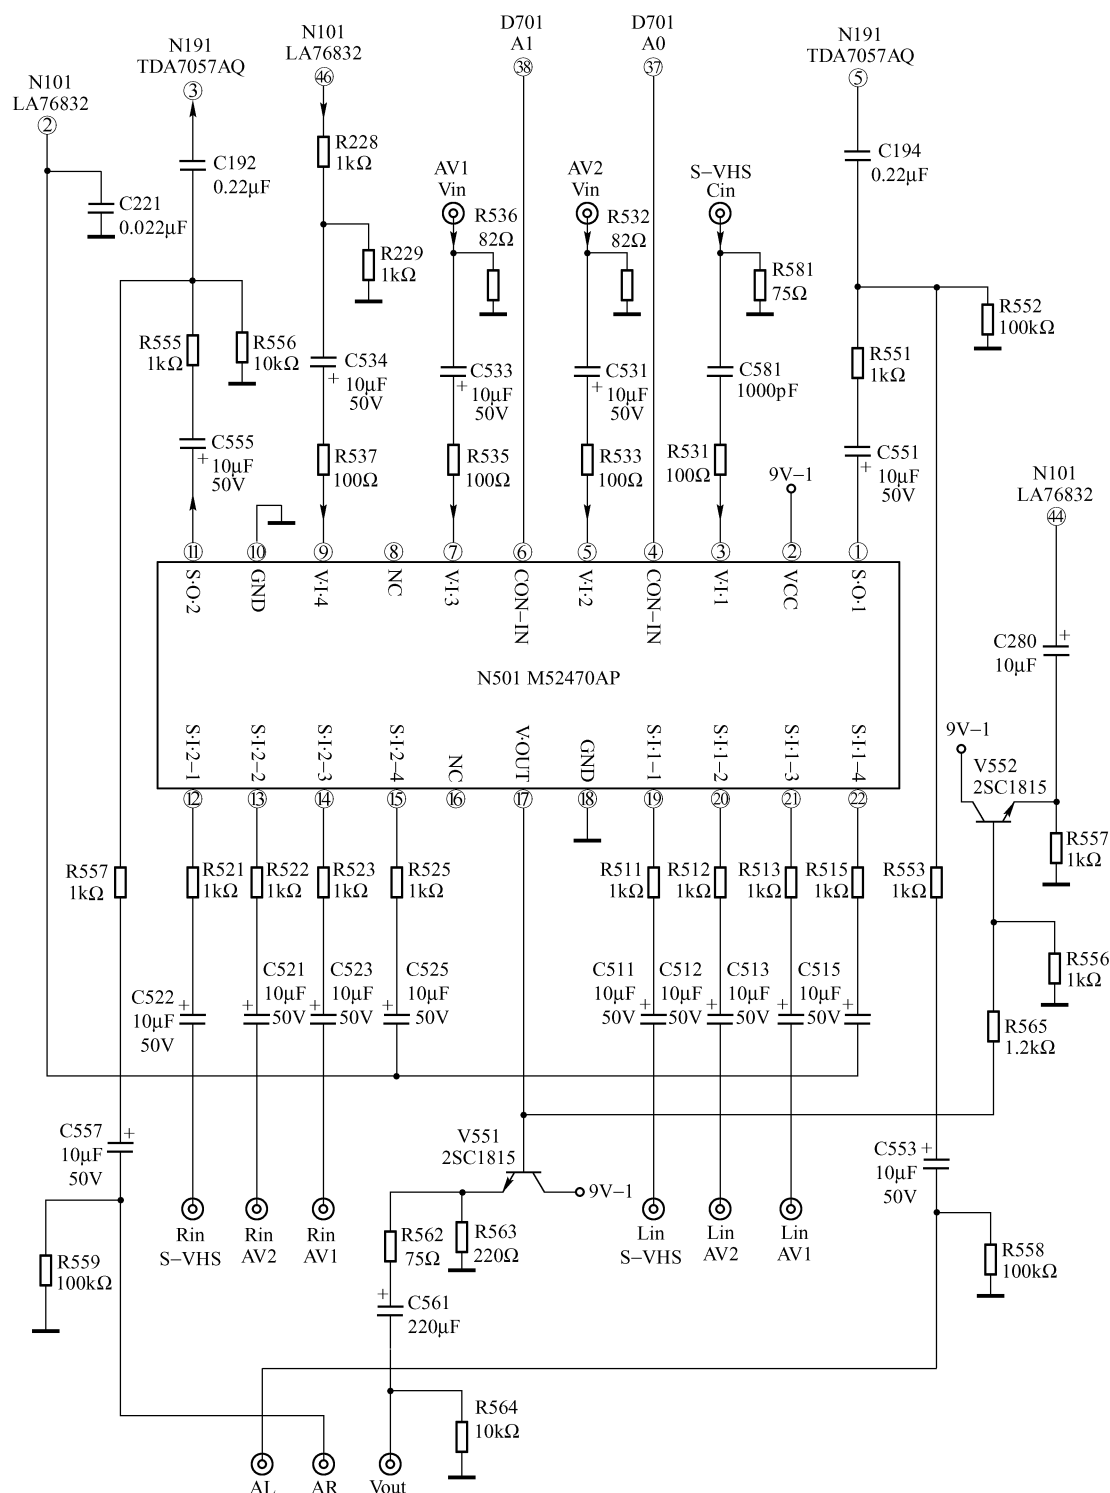 D701
A1
38
D701
A0
37
N101
LA76832
46
N191
TDA7057AQ
3
N191
TDA7057AQ
5
N101
LA76832
2
C192
0.22μF
R228
1kΩ
C194
0.22μF
AV1
Vin
AV2
Vin
S-VHS
Cin
C221
0.022μF
R536
82Ω
R532
82Ω
R229
1kΩ
R581
75Ω
R552
100kΩ
R555
1kΩ
R556
10kΩ
C534
+
10μF
50V
C533
+
10μF
50V
C531
+
10μF
50V
C581
1000pF
R551
1kΩ
C555
+
10μF
50V
R537
100Ω
R535
100Ω
R533
100Ω
R531
100Ω
9V-1
C551
+
10μF
50V
N101
LA76832
44
11
10
9
8
7
6
5
4
3
2
1
S·O·2
GND
V·I·4
NC
V·I·3
CON-IN
V·I·2
CON-IN
V·I·1
VCC
S·O·1
C280
+
10μF
N501 M52470AP
S·I·2-1
S·I·2-2
S·I·2-3
S·I·2-4
NC
V·OUT
GND
S·I·1-1
S·I·1-2
S·I·1-3
S·I·1-4
12
13
14
15
16
17
18
19
20
21
22
9V-1
V552
2SC1815
R557
1kΩ
R557
1kΩ
R521
1kΩ
R522
1kΩ
R523
1kΩ
R525
1kΩ
R511
1kΩ
R512
1kΩ
R513
1kΩ
R515
1kΩ
R553
1kΩ
R556
1kΩ
C522
+
10μF
50V
C521
+
10μF
50V
C523
+
10μF
50V
C525
+
10μF
50V
C511
+
10μF
50V
C512
+
10μF
50V
C513
+
10μF
50V
C515
+
10μF
50V
R565
1.2kΩ
C557
+
10μF
50V
V551
2SC1815
9V-1
C553
+
10μF
50V
Rin
S-VHS
Rin
AV2
Rin
AV1
R562
75Ω
R563
220Ω
Lin
S-VHS
Lin
AV2
Lin
AV1
R559
100kΩ
R558
100kΩ
+
C561
220μF
R564
10kΩ
AL
AR
Vout